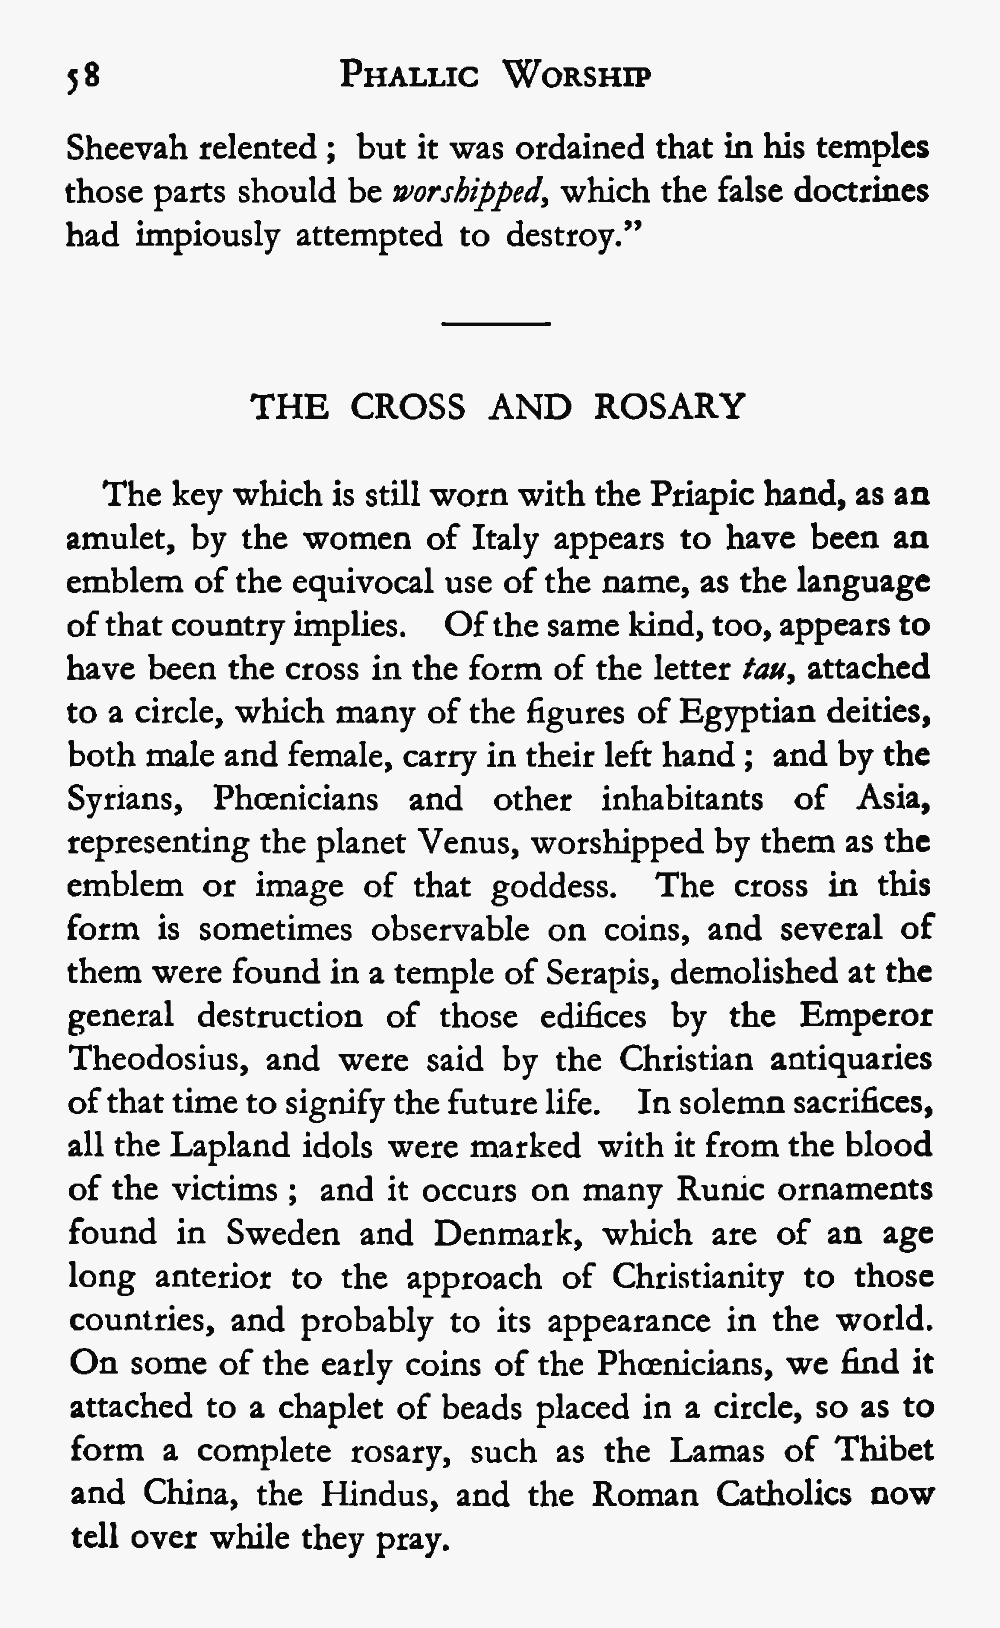 58 Phallic Worship
Sheevah relented ; but it was ordained that in his temples
those parts should be worshipped, which the false doctrines
had impiously attempted to destroy.”
THE CROSS AND ROSARY
The key which is still worn with the Priapic hand, as an
amulet, by the women of Italy appears to have been an
emblem of the equivocal use of the name, as the language
of that country implies. Of the same kind, too, appears to
have been the cross in the form of the letter tau, attached
to a circle, which many of the figures of Egyptian deities,
both male and female, carry in their left hand ; and by the
Syrians, Phœnicians and other inhabitants of Asia,
representing the planet Venus, worshipped by them as the
emblem or image of that goddess. The cross in this
form is sometimes observable on coins, and several of
them were found in a temple of Serapis, demolished at the
general destruction of those edifices by the Emperor
Theodosius, and were said by the Christian antiquaries
of that time to signify the future life. In solemn sacrifices,
all the Lapland idols were marked with it from the blood
of the victims ; and it occurs on many Runic ornaments
found in Sweden and Denmark, which are of an age
long anterior to the approach of Christianity to those
countries, and probably to its appearance in the world.
On some of the early coins of the Phœnicians, we find it
attached to a chaplet of beads placed in a circle, so as to
form a complete rosary, such as the Lamas of Thibet
and China, the Hindus, and the Roman Catholics now
tell over while they pray.